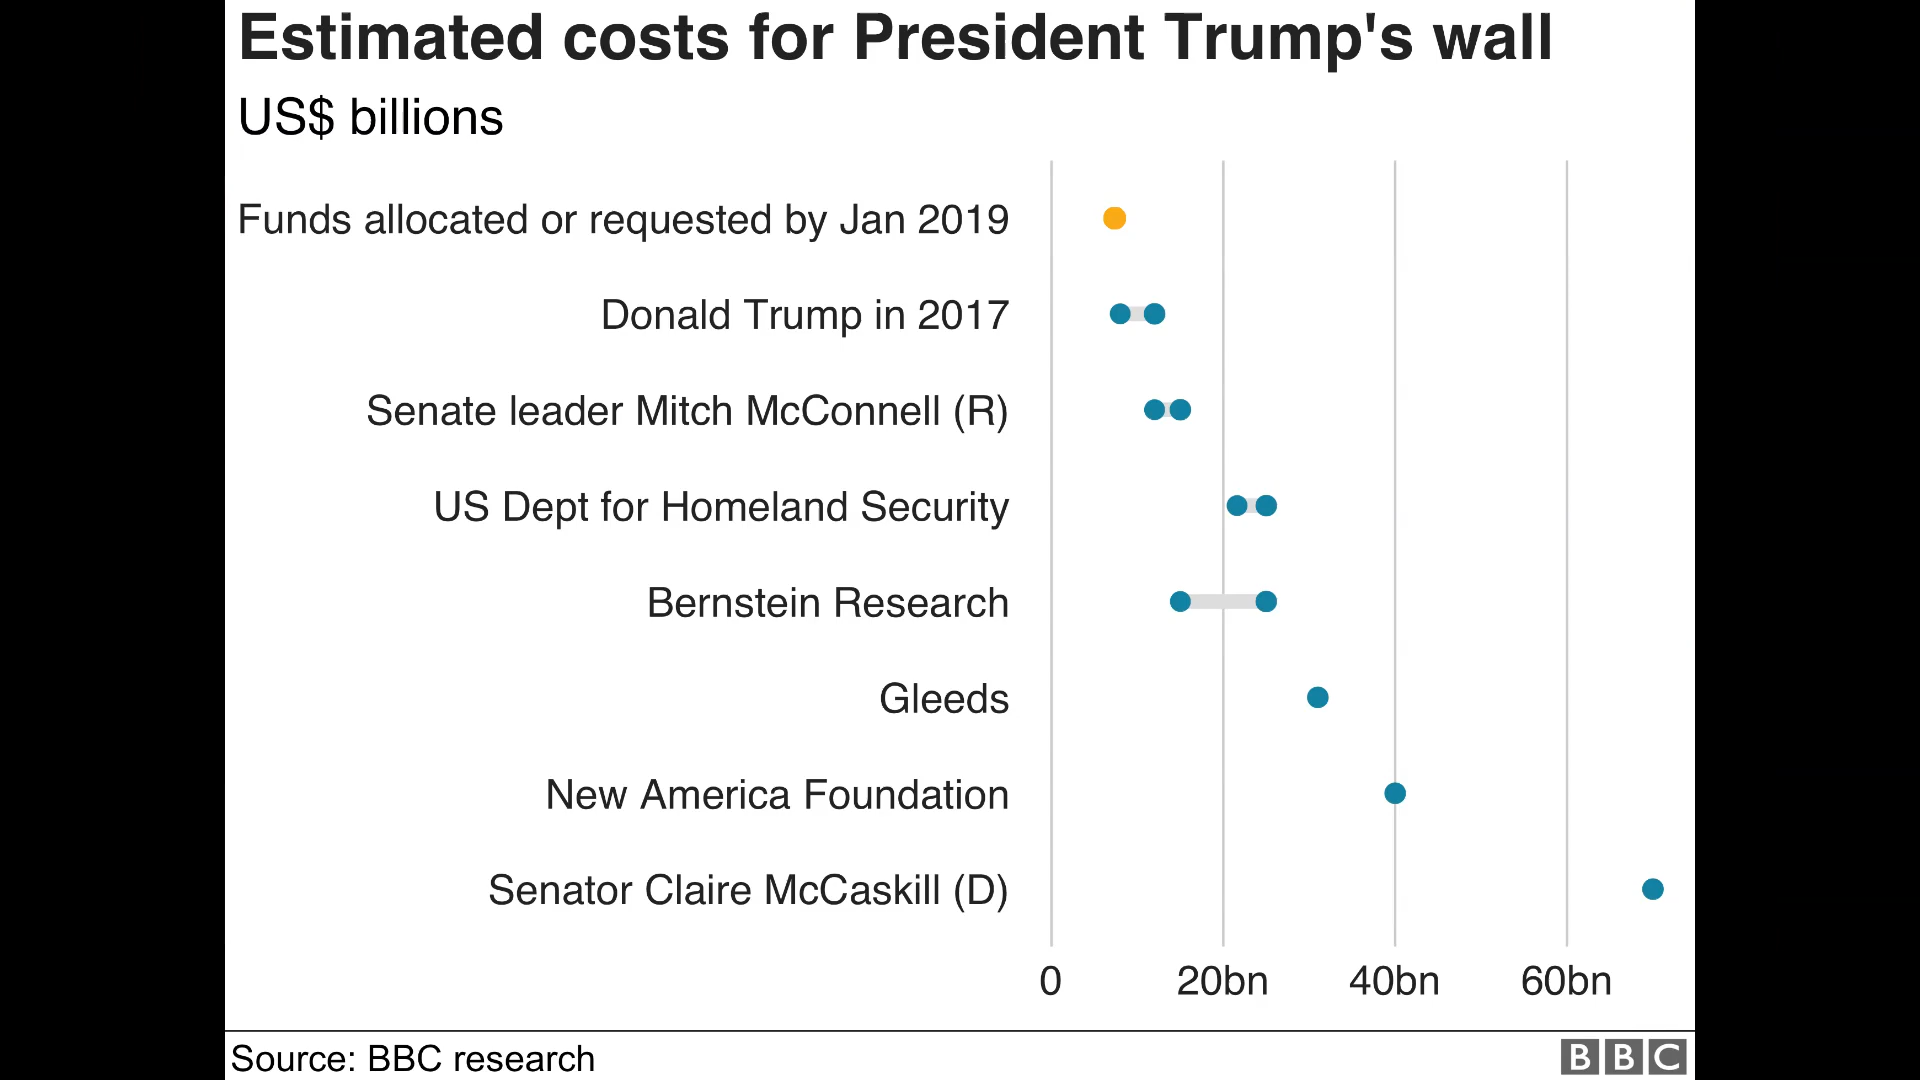 Estimated costs for President Trump's wall
US$ billions
Funds allocated or requested by Jan 2019
Donald Trump in 2017
Senate leader Mitch McConnell (R)
US Dept for Homeland Security
Bernstein Research
Gleeds
New America Foundation
Senator Claire McCaskill (D)
0 20bn 40bn 60bn
Source: BBC research BBC